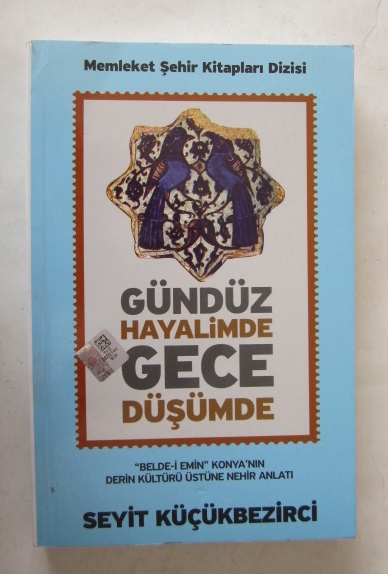 Memleket Şehir Kitapları Dizisi
GÜNDÜZ
HAYALİMDE
GECE
DÜŞÜMDE
"BELDE-İ EMİN" KONYA'NIN
DERİN KÜLTÜRÜ ÜSTÜNE NEHİR ANLATI
SEYİT KÜÇÜKBEZİRCİ